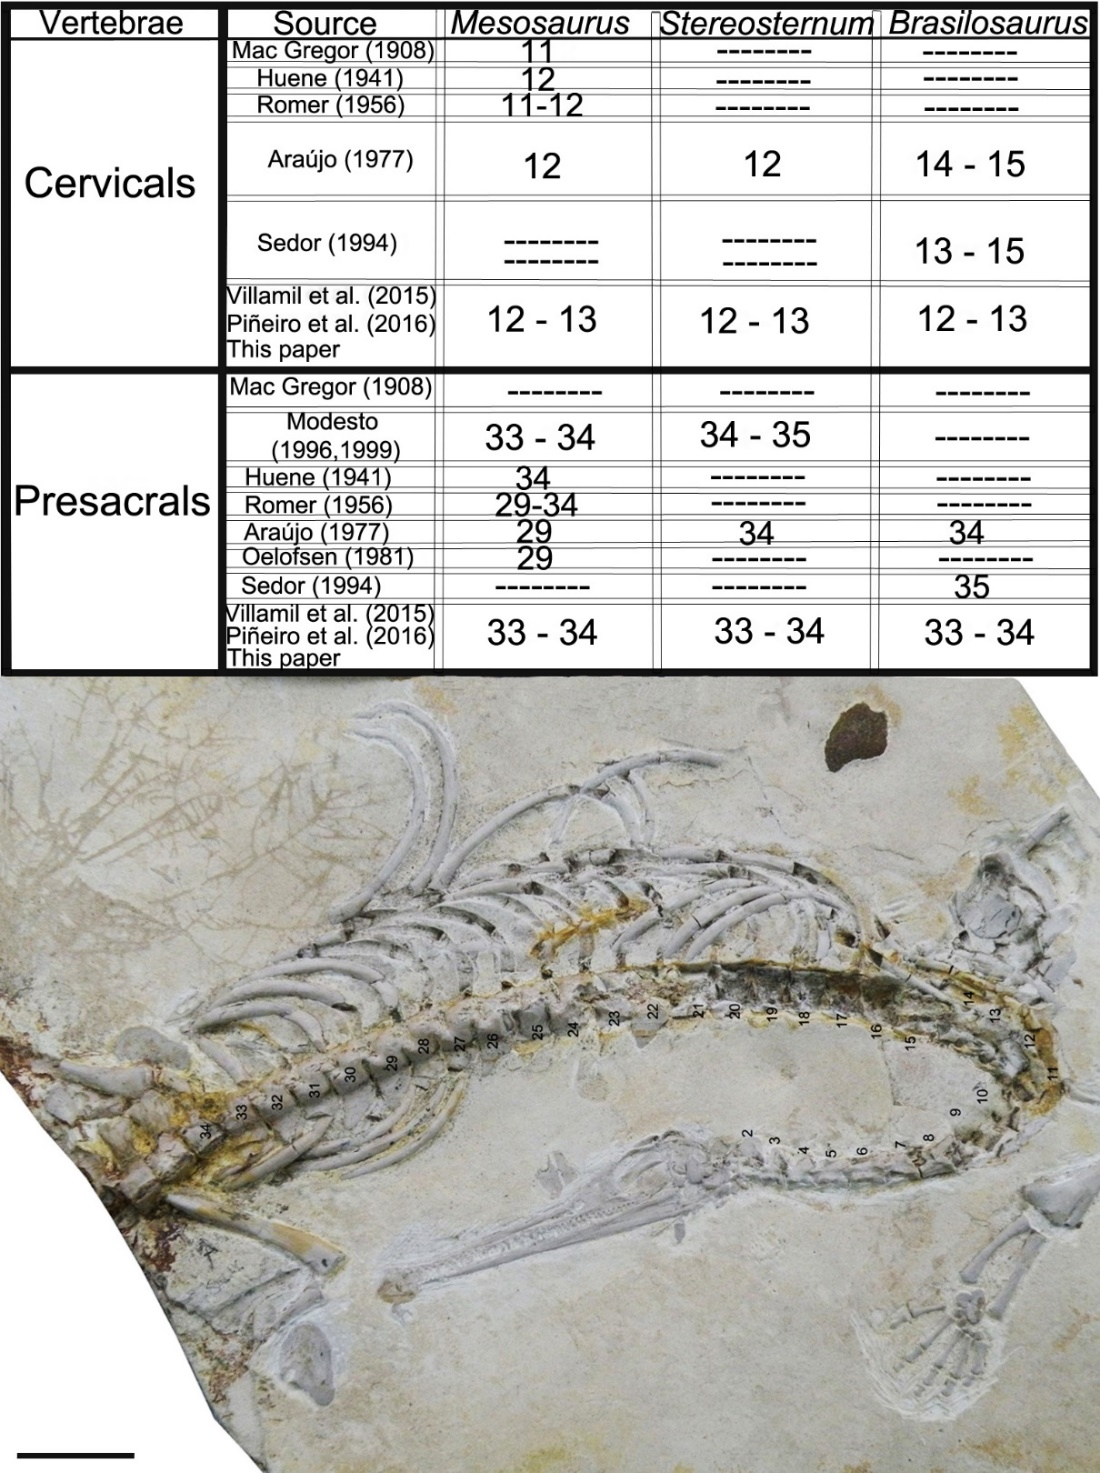 Vertebrae Source Mesosaurus Stereosternum Brasilosaurus
Cervicals
Mac Gregor (1908) 11 -------- --------
Huene (1941) 12 -------- --------
Romer (1956) 11-12 -------- --------
Araújo (1977) 12 12 14 - 15
Sedor (1994) -------- -------- 13 - 15
-------- --------
Villamil et al. (2015)
Piñeiro et al. (2016) 12 - 13 12 - 13 12 - 13
This paper
Presacrals
Mac Gregor (1908) -------- -------- --------
Modesto
(1996,1999) 33 - 34 34 - 35 --------
Huene (1941) 34 -------- --------
Romer (1956) 29-34 -------- --------
Araújo (1977) 29 34 34
Oelofsen (1981) 29 -------- --------
Sedor (1994) -------- -------- 35
Villamil et al. (2015)
Piñeiro et al. (2016) 33 - 34 33 - 34 33 - 34
This paper
34
33
32
31
30
29
28
27
26
25
24
23
22
21
20
19
18
17
16
15
14
13
12
11
10
9
8
7
6
5
4
3
2